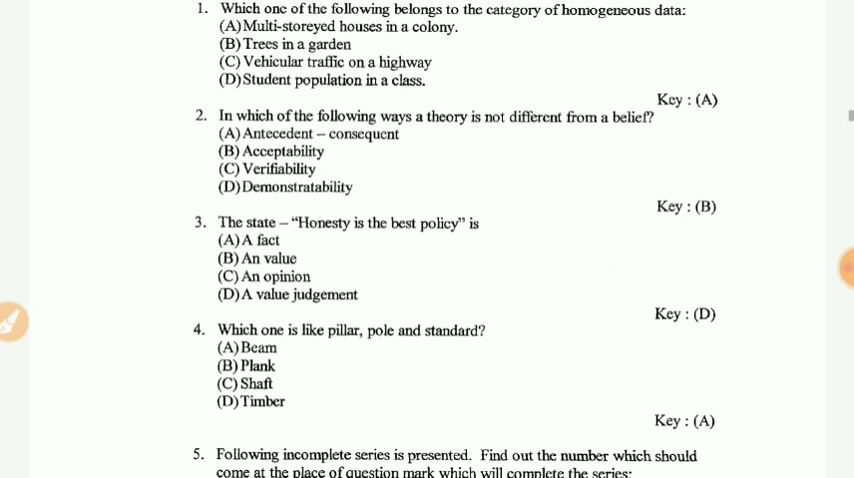 1. Which one of the following belongs to the category of homogeneous data:
(A) Multi-storeyed houses in a colony.
(B) Trees in a garden
(C) Vehicular traffic on a highway
(D) Student population in a class.
Key : (A)
2. In which of the following ways a theory is not different from a belief?
(A) Antecedent – consequent
(B) Acceptability
(C) Verifiability
(D) Demonstratability
Key : (B)
3. The state – “Honesty is the best policy” is
(A) A fact
(B) An value
(C) An opinion
(D) A value judgement
Key : (D)
4. Which one is like pillar, pole and standard?
(A) Beam
(B) Plank
(C) Shaft
(D) Timber
Key : (A)
5. Following incomplete series is presented. Find out the number which should
come at the place of question mark which will complete the series: